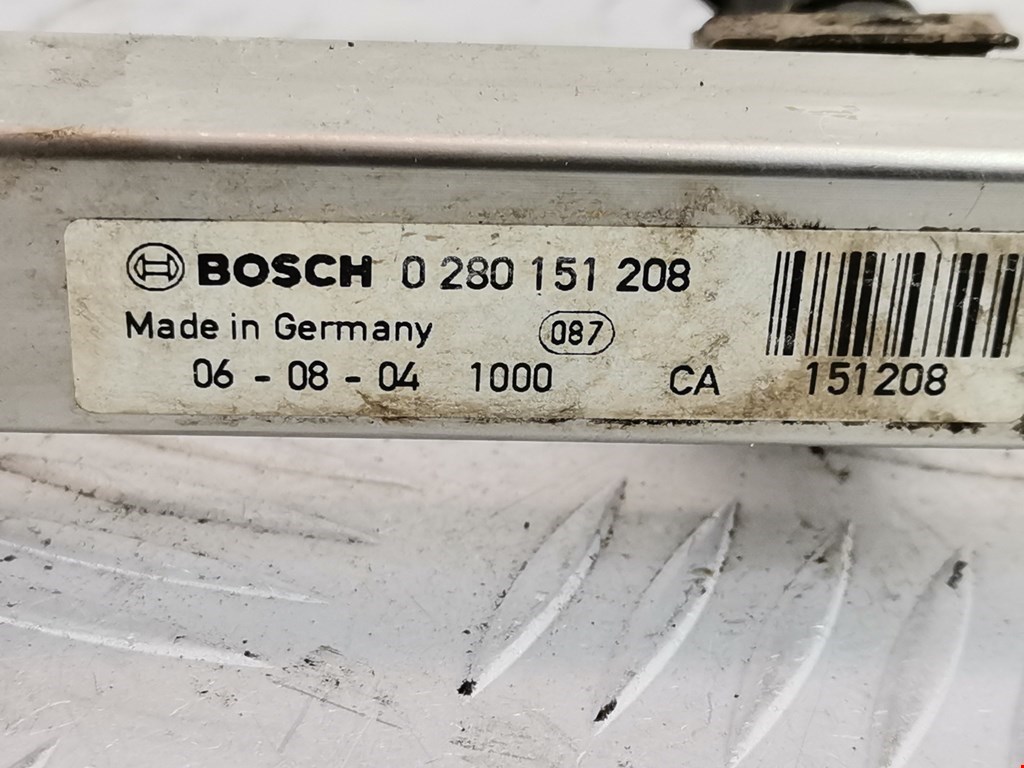 BOSCH 0 280 151 208
Made in Germany 087
06 - 08 - 04 1000 CA 151208